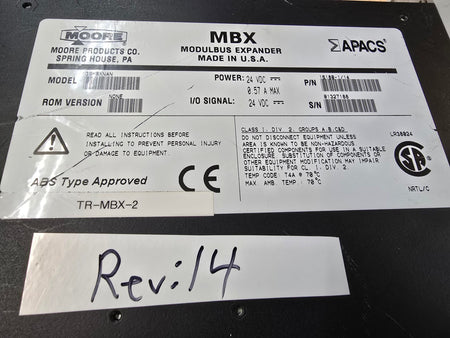 MOORE
MOORE PRODUCTS CO.
SPRING HOUSE, PA
MBX
MODULBUS EXPANDER
MADE IN U.S.A.
APACS
MODEL
ROM VERSION
NONE
POWER: 24 VDC
0.57 A MAX
I/O SIGNAL: 24 VDC
P/N
S/N
READ ALL INSTRUCTIONS BEFORE
INSTALLING TO PREVENT PERSONAL INJURY
OR DAMAGE TO EQUIPMENT.
ABS Type Approved
CE
CLASS I, DIV. 2, GROUPS A,B,C&D
DO NOT DISCONNECT EQUIPMENT UNLESS
AREA IS KNOWN TO BE NON-HAZARDOUS.
CERTIFIED FOR USE IN A SUITABLE
ENCLOSURE. SUBSTITUTION OF COMPONENTS OR
OTHER EQUIPMENT MODIFICATION MAY IMPAIR
SUITABILITY FOR CL. I, DIV. 2.
TEMP CODE: T4A @ 70°C
MAX. AMB. TEMP: 70°C
LR38024
NRTL/C
TR-MBX-2
Rev:14